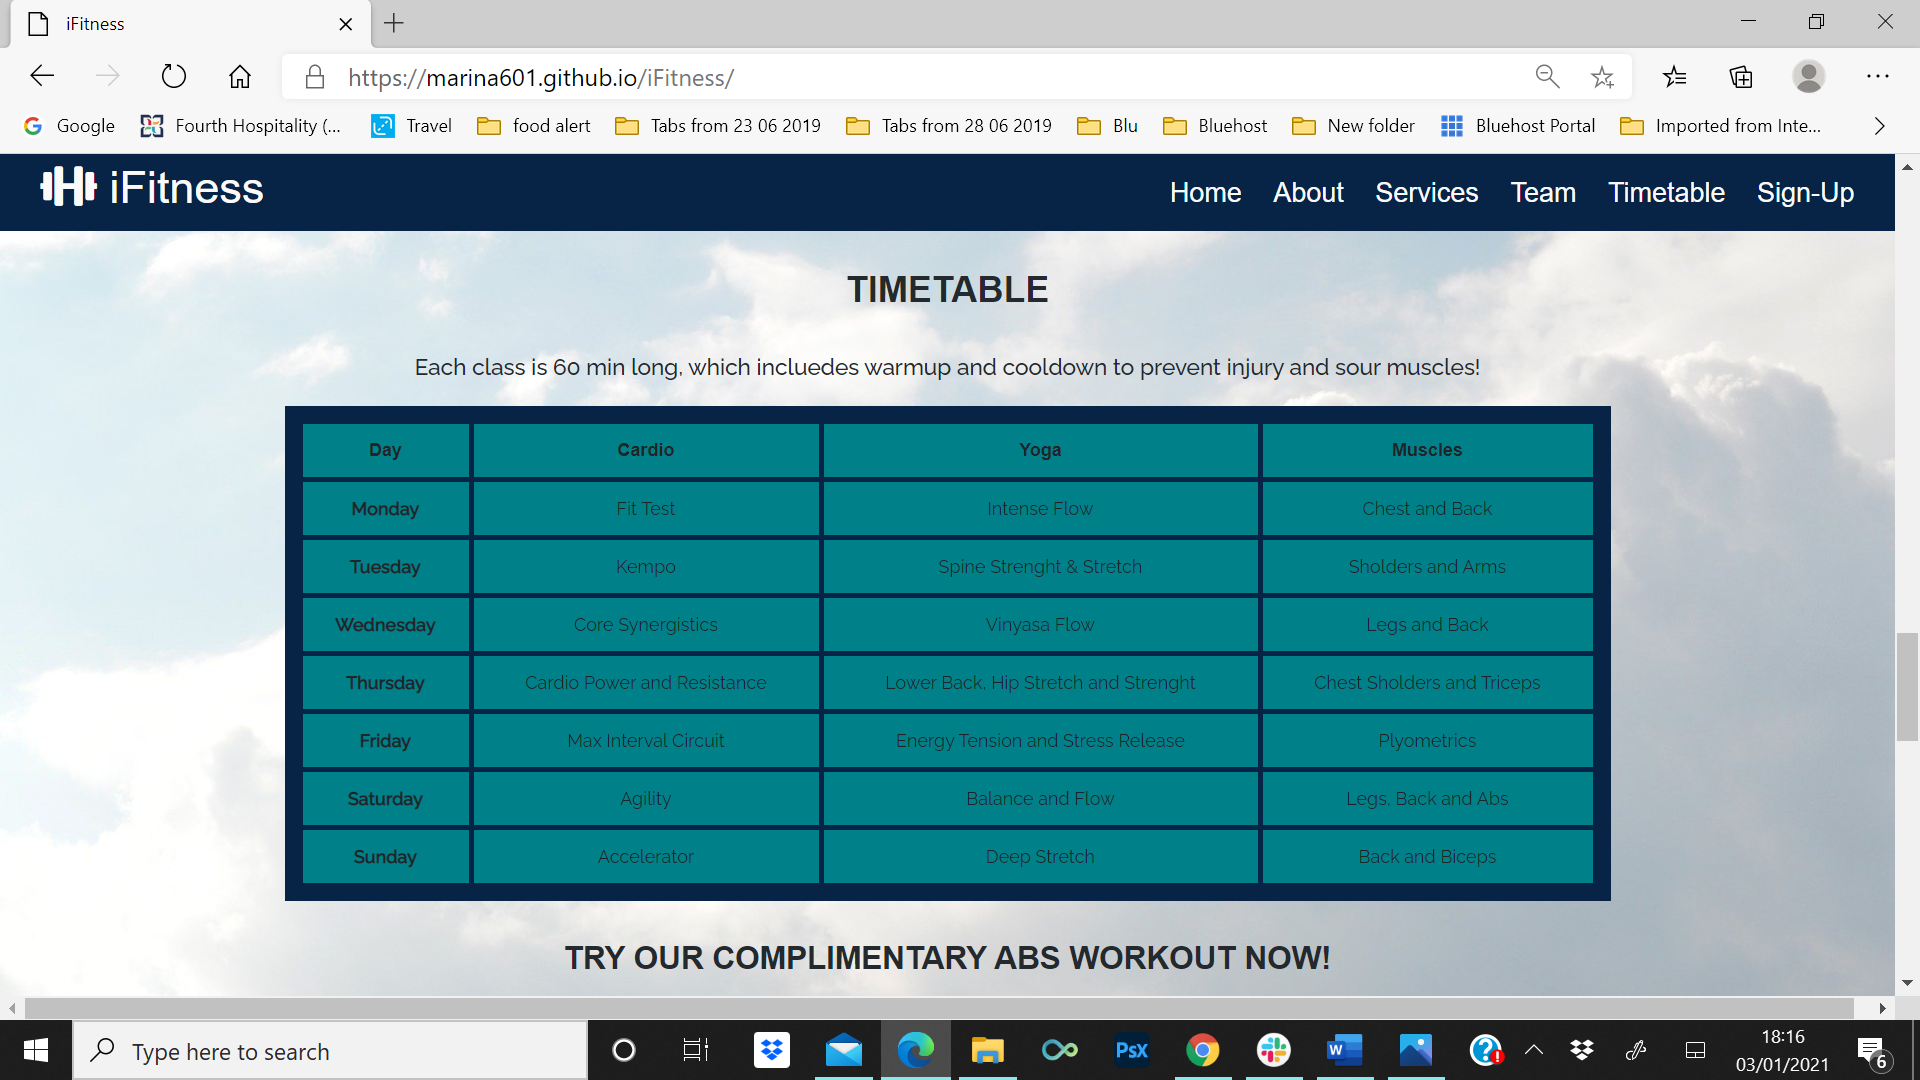 iFitness
https://marina601.github.io/iFitness/
Google Fourth Hospitality (... Travel food alert Tabs from 23 06 2019 Tabs from 28 06 2019 Blu Bluehost New folder Bluehost Portal Imported from Inte...
iFitness Home About Services Team Timetable Sign-Up
TIMETABLE
Each class is 60 min long, which incluedes warmup and cooldown to prevent injury and sour muscles!
Day Cardio Yoga Muscles
Monday Fit Test Intense Flow Chest and Back
Tuesday Kempo Spine Strenght & Stretch Sholders and Arms
Wednesday Core Synergistics Vinyasa Flow Legs and Back
Thursday Cardio Power and Resistance Lower Back, Hip Stretch and Strenght Chest Sholders and Triceps
Friday Max Interval Circuit Energy Tension and Stress Release Plyometrics
Saturday Agility Balance and Flow Legs, Back and Abs
Sunday Accelerator Deep Stretch Back and Biceps
TRY OUR COMPLIMENTARY ABS WORKOUT NOW!
Type here to search PsX W 18:16
03/01/2021 6